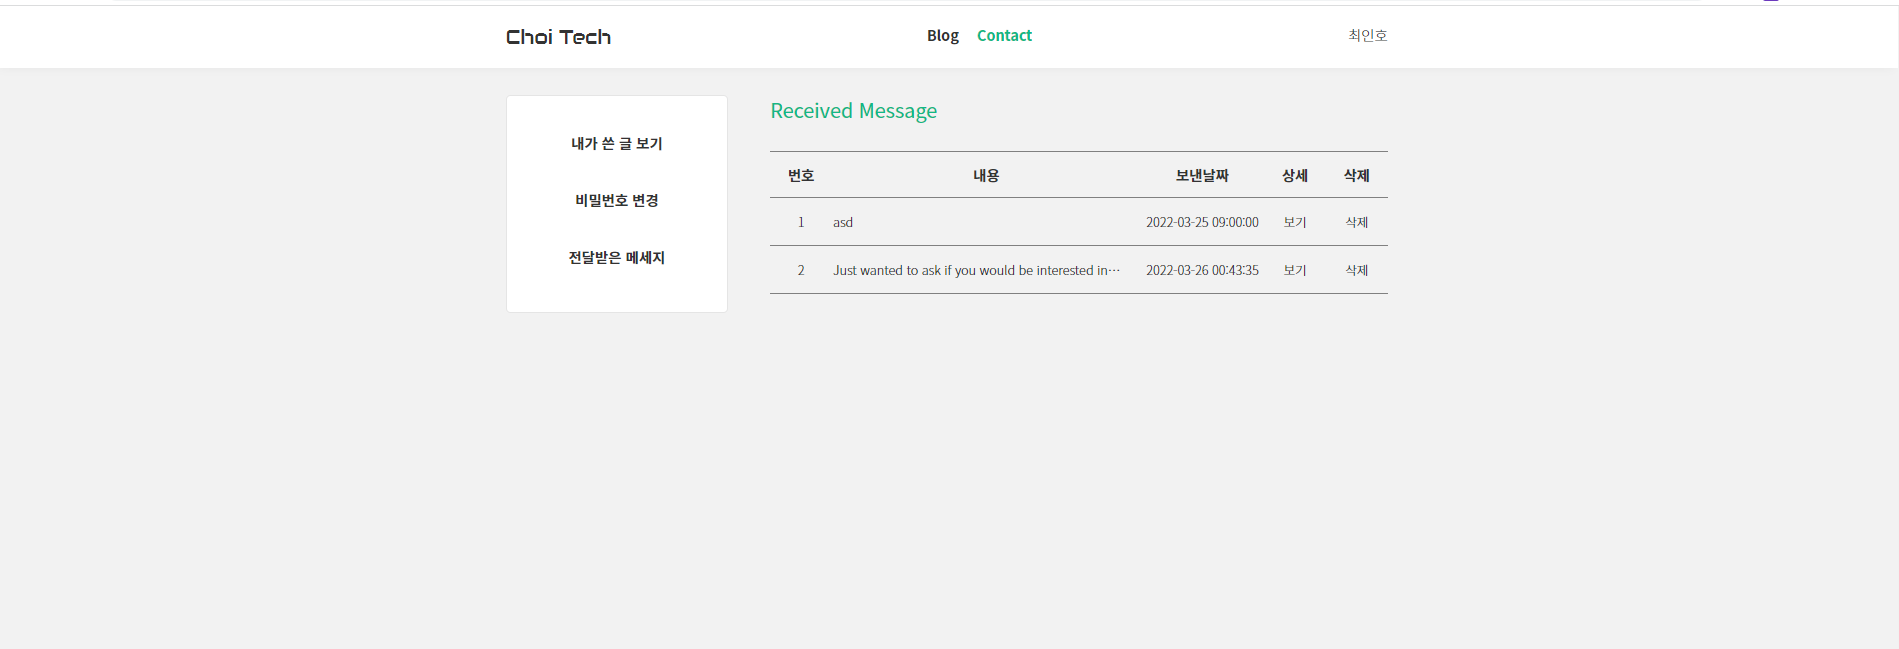 Choi Tech Blog Contact 최인호
내가 쓴 글 보기
비밀번호 변경
전달받은 메세지
Received Message
번호 내용 보낸날짜 상세 삭제
1 asd 2022-03-25 09:00:00 보기 삭제
2 Just wanted to ask if you would be interested in… 2022-03-26 00:43:35 보기 삭제